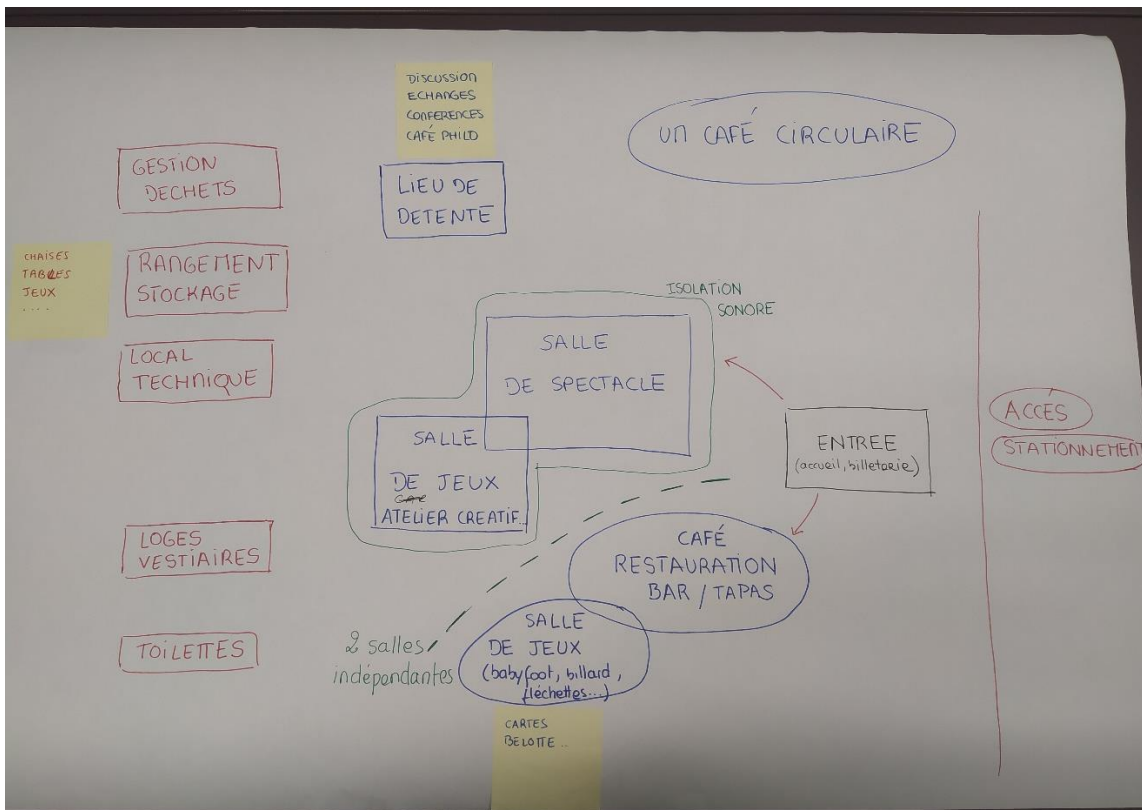 DISCUSSION
ECHANGES
CONFERENCES
CAFÉ PHILO
UN CAFÉ CIRCULAIRE
GESTION
DECHETS
LIEU DE
DETENTE
CHAISES
TABLES
JEUX
....
RANGEMENT
STOCKAGE
ISOLATION
SONORE
LOCAL
TECHNIQUE
SALLE
DE SPECTACLE
SALLE
DE JEUX
ATELIER CREATIF...
ENTREE
(accueil, billetarie)
ACCÈS
STATIONNEMENT
LOGES
VESTIAIRES
CAFÉ
RESTAURATION
BAR / TAPAS
TOILETTES
2 salles
indépendantes
SALLE
DE JEUX
(babyfoot, billard,
fléchettes...)
CARTES
BELOTTE...